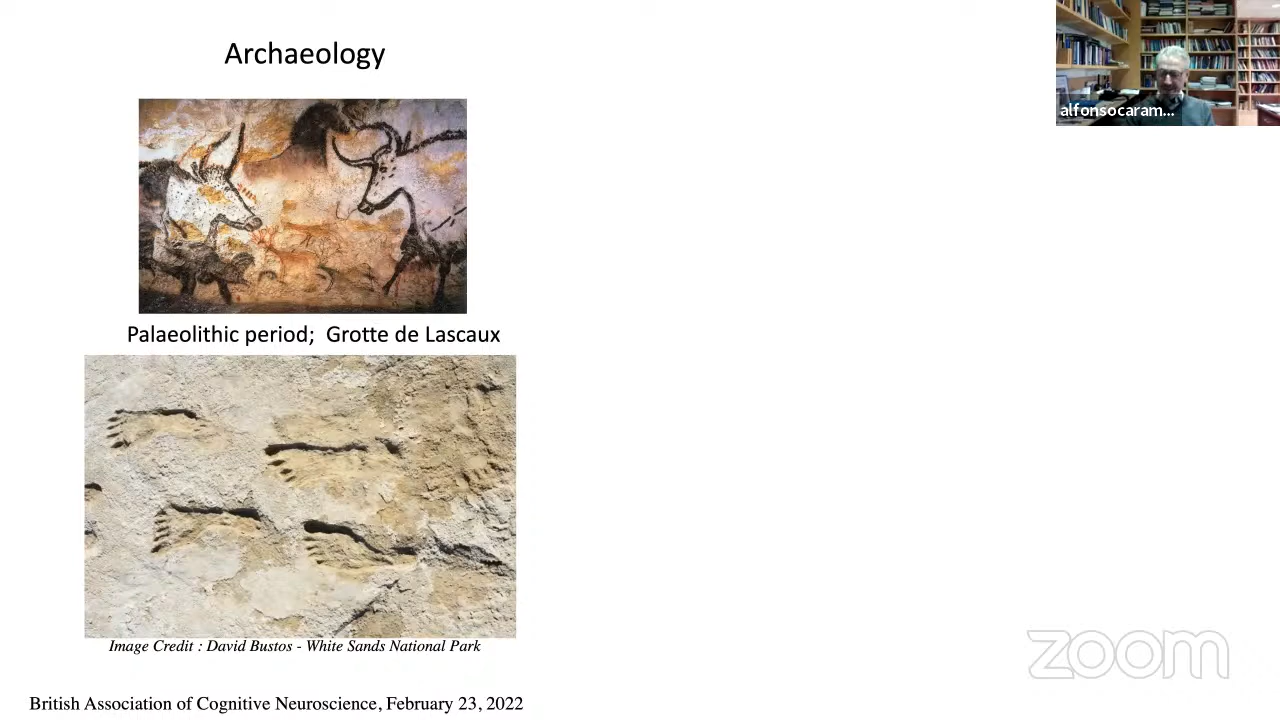 Archaeology
alfonsocaram...
Palaeolithic period;  Grotte de Lascaux
Image Credit : David Bustos - White Sands National Park
zoom
British Association of Cognitive Neuroscience, February 23, 2022